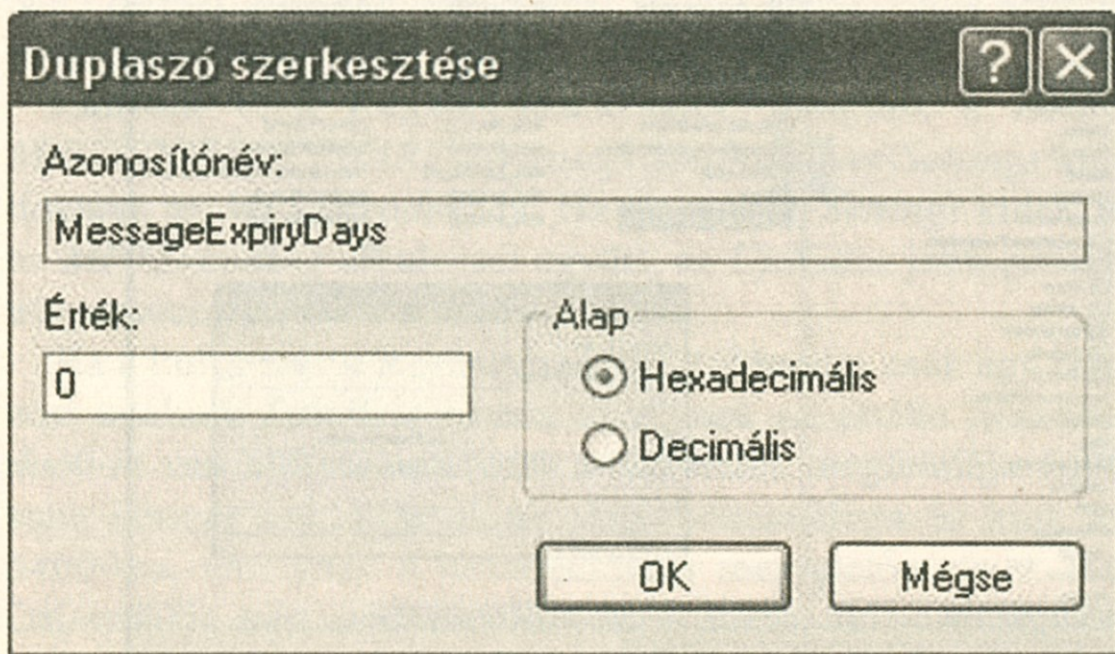 Duplaszó szerkesztése
Azonosítónév:
MessageExpiryDays
Érték:
0
Alap
Hexadecimális
Decimális
OK
Mégse